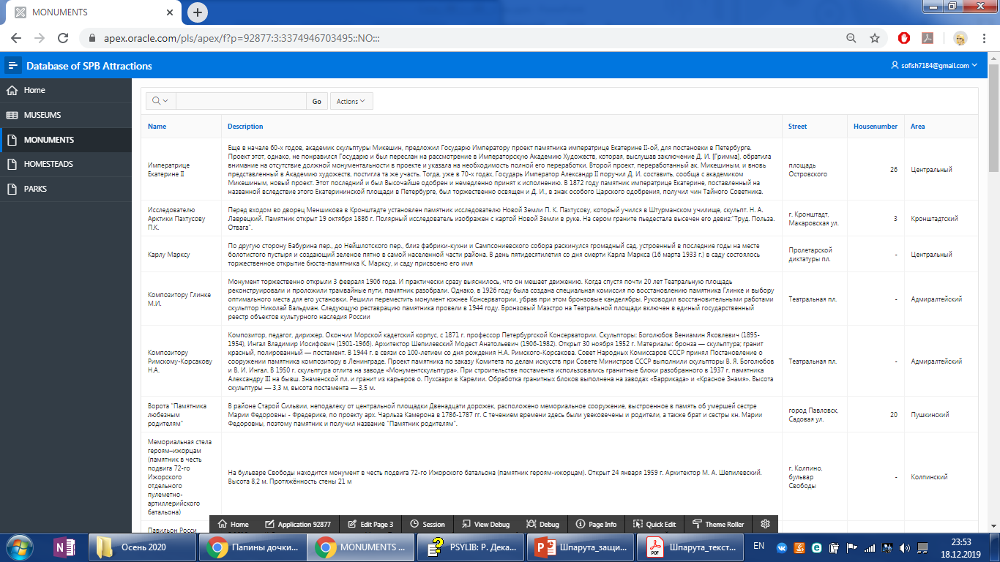 MONUMENTS
apex.oracle.com/pls/apex/f?p=92877:3:3374946703495::NO:::
Database of SPB Attractions
sofish7184@gmail.com
Home
MUSEUMS
MONUMENTS
HOMESTEADS
PARKS
Go
Actions
Name Description Street Housenumber Area
Императрице
Екатерине II
Еще в начале 60-х годов, академик скульптуры Микешин, предложил Государю Императору проект памятника императрице Екатерине II-ой, для постановки в Петербурге.
Проект этот, однако, не понравился Государю и был переслан на рассмотрение в Императорскую Академию Художеств, которая, выслушав заключение Д. И. [Гримма], обратила
внимание на отсутствие должной монументальности в проекте и указала на необходимость полной его переработки. Второй проект, переработанный ак. Микешиным, и вновь
представленный в Академию художеств, постигла та же участь. Тогда, уже в 70-х годах, Государь Император Александр II поручил Д. И. составить, сообща с академиком
Микешиным, новый проект. Этот последний и был Высочайше одобрен и немедленно принят к исполнению. В 1872 году памятник императрице Екатерине, поставленный на
названной вследствие этого Екатерининской площади в Петербурге, был торжественно освящен и Д. И., в знак особого Царского одобрения, получил чин Тайного Советника.
площадь
Островского
26
Центральный
Исследователю
Арктики Пахтусову
П.К.
Перед входом во дворец Меншикова в Кронштадте установлен памятник исследователю Новой Земли П. К. Пахтусову, который учился в Штурманском училище, скульпт. Н. А.
Лаврецкий. Памятник открыт 19 октября 1886 г. Полярный исследователь изображен с картой Новой Земли в руке. На сером граните пьедестала высечен его девиз:"Труд. Польза.
Отвага".
г. Кронштадт,
Макаровская ул.
3
Кронштадтский
Карлу Марксу
По другую сторону Бабурина пер., до Нейшлотского пер., близ фабрики-кухни и Сампсониевского собора раскинулся громадный сад, устроенный в последние годы на месте
болотистого пустыря и создающий зеленое пятно в самой населенной части района. В день пятидесятилетия со дня смерти Карла Маркса (16 марта 1933 г.) в саду состоялось
торжественное открытие бюста-памятника К. Марксу, и саду присвоено его имя
Пролетарской
диктатуры пл.
-
Центральный
Композитору Глинке
М.И.
Монумент торжественно открыли 3 февраля 1906 года. И практически сразу выяснилось, что он мешает движению. Когда спустя почти 20 лет Театральную площадь
реконструировали и проложили трамвайные пути, памятник разобрали. Однако, в 1926 году была создана специальная комиссия по восстановлению памятника Глинке и выбору
оптимального места для его установки. Решили переместить монумент южнее Консерватории, убрав при этом бронзовые канделябры. Руководил восстановительными работами
скульптор Николай Вальдман. Следующую реставрацию памятника провели в 1944 году. Бронзовый Маэстро на Театральной площади включен в единый государственный
реестр объектов культурного наследия России
Театральная пл.
-
Адмиралтейский
Композитору
Римскому-Корсакову
Н.А.
Композитор, педагог, дирижер. Окончил Морской кадетский корпус, с 1871 г. профессор Петербургской Консерватории. Скульпторы: Боголюбов Вениамин Яковлевич (1895-
1954), Ингал Владимир Иосифович (1901-1966). Архитектор Шепилевский Модест Анатольевич (1906-1982). Открыт 30 ноября 1952 г. Материалы: бронза — скульптура; гранит
красный, полированный — постамент. В 1944 г. в связи со 100-летием со дня рождения Н.А. Римского-Корсакова. Совет Народных Комиссаров СССР принял Постановление о
сооружении памятника композитору в Ленинграде. Проект памятника по заказу Комитета по делам искусств при Совете Министров СССР выполнили скульпторы В. Я. Боголюбов
и В. И. Ингал. В 1950 г. скульптура отлита на заводе «Монументскульптура». При строительстве постамента использовались гранитные блоки разобранного в 1937 г. памятника
Александру III на бывш. Знаменской пл. и гранит из карьеров о. Пухсаари в Карелии. Обработка гранитных блоков выполнена на заводах «Баррикада» и «Красное Знамя». Высота
скульптуры — 3,3 м, высота постамента — 3,5 м.
Театральная пл.
-
Адмиралтейский
Ворота "Памятника
любезным
родителям"
В районе Старой Сильвии, неподалеку от центральной площадки Двенадцати дорожек, расположено мемориальное сооружение, выстроенное в память об умершей сестре
Марии Федоровны - Фредерике, по проекту арх. Чарльза Камерона в 1786-1787 гг. С течением времени здесь были увековечены и родители, а также брат и сестры кн. Марии
Федоровны, поэтому памятник и получил название "Памятник родителям".
город Павловск,
Садовая ул.
20
Пушкинский
Мемориальная стела
героям–ижорцам
(памятник в честь
подвига 72-го
Ижорского
отдельного
пулеметно-
артиллерийского
батальона)
На бульваре Свободы находится монумент в честь подвига 72-го Ижорского батальона (памятник героям-ижорцам). Открыт 24 января 1959 г. Архитектор М. А. Шепилевский.
Высота 8,2 м. Протяжённость стены 21 м
г. Колпино,
бульвар
Свободы
-
Колпинский
Павильон Росси
Home Application 92877 Edit Page 3 Session View Debug Debug Page Info Quick Edit Theme Roller
Осень 2020 Папины дочки... MONUMENTS ... PSYLIB: Р. Дека... Шпарута_защи... Шпарута_текст...
EN
23:53
18.12.2019